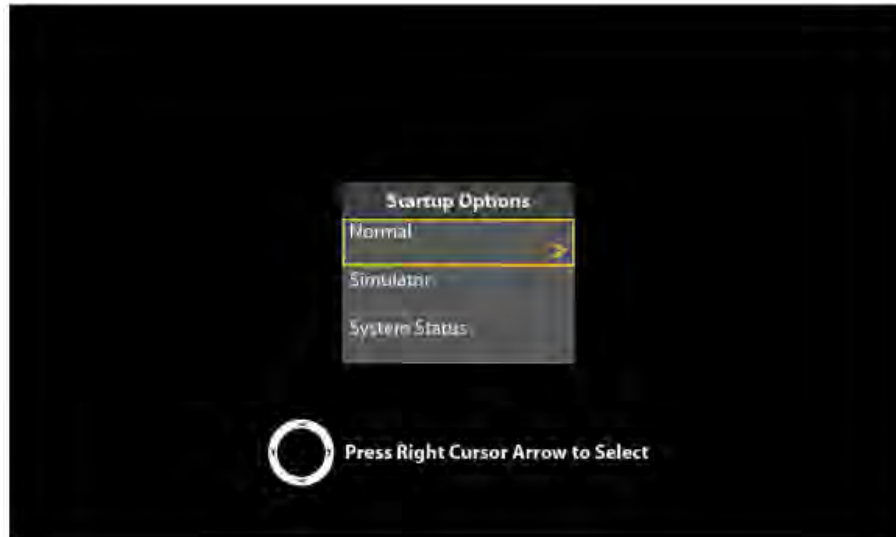 Startup Options
Normal
Simulator
System Status
Press Right Cursor Arrow to Select